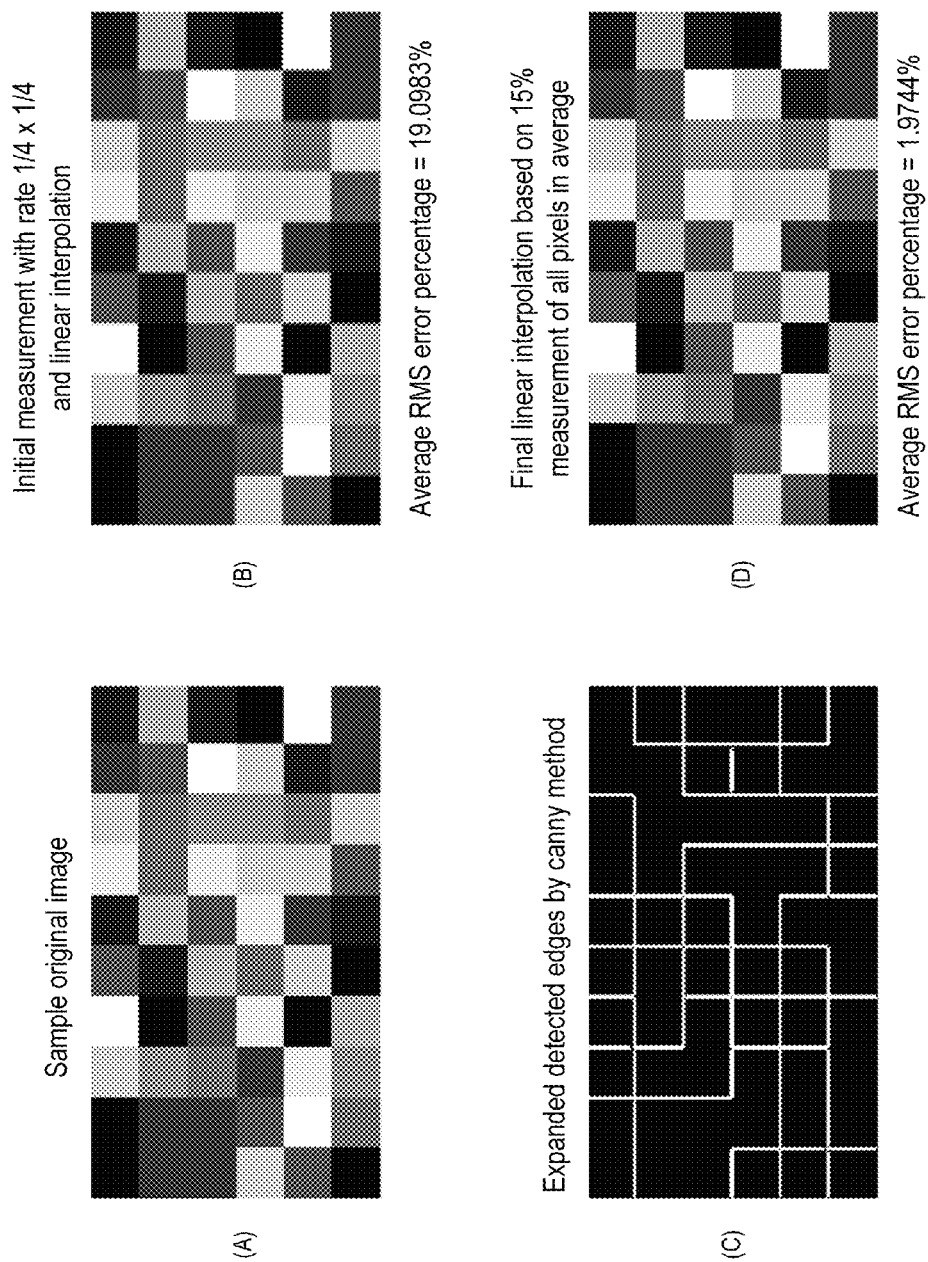 (A)
Sample original image
(B)
Initial measurement with rate 1/4 x 1/4
and linear interpolation
Average RMS error percentage = 19.0983%
(C)
Expanded detected edges by canny method
(D)
Final linear interpolation based on 15%
measurement of all pixels in average
Average RMS error percentage = 1.9744%